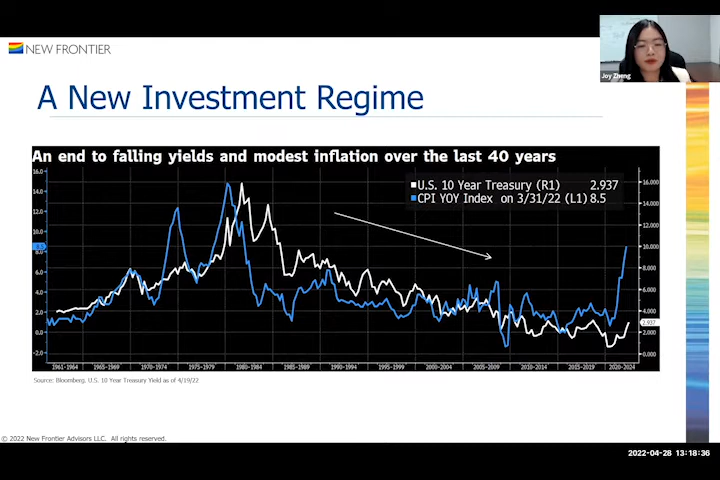 NEW FRONTIER
Joy Zheng
A New Investment Regime
An end to falling yields and modest inflation over the last 40 years
U.S. 10 Year Treasury (R1) 2.937
CPI YOY Index on 3/31/22 (L1) 8.5
16.0
14.0
12.0
10.0
8.5
8.0
6.0
4.0
2.0
0.0
-2.0
16.000
14.000
12.000
10.000
8.000
6.000
4.000
2.937
2.000
0.000
1961-1964 1965-1969 1970-1974 1975-1979 1980-1984 1985-1989 1990-1994 1995-1999 2000-2004 2005-2009 2010-2014 2015-2019 2020-2024
Source: Bloomberg, U.S. 10 Year Treasury Yield as of 4/19/22
© 2022 New Frontier Advisors LLC. All rights reserved.
2022-04-28 13:18:36